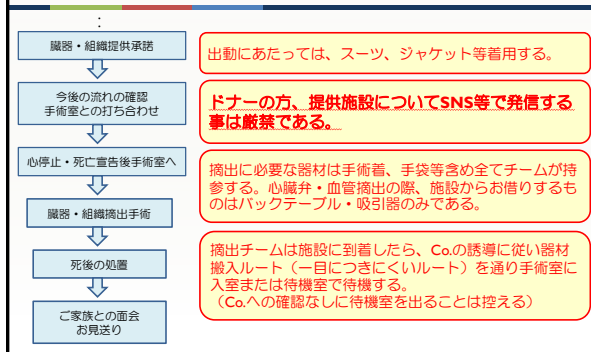 ：
臓器・組織提供承諾
出動にあたっては、スーツ、ジャケット等着用する。
今後の流れの確認
手術室との打ち合わせ
ドナーの方、提供施設についてSNS等で発信する
事は厳禁である。
心停止・死亡宣告後手術室へ
摘出に必要な器材は手術着、手袋等含め全てチームが持
参する。心臓弁・血管摘出の際、施設からお借りするも
のはバックテーブル・吸引器のみである。
臓器・組織摘出手術
摘出チームは施設に到着したら、Co.の誘導に従い器材
搬入ルート（一目につきにくいルート）を通り手術室に
入室または待機室で待機する。
（Co.への確認なしに待機室を出ることは控える）
死後の処置
ご家族との面会
お見送り